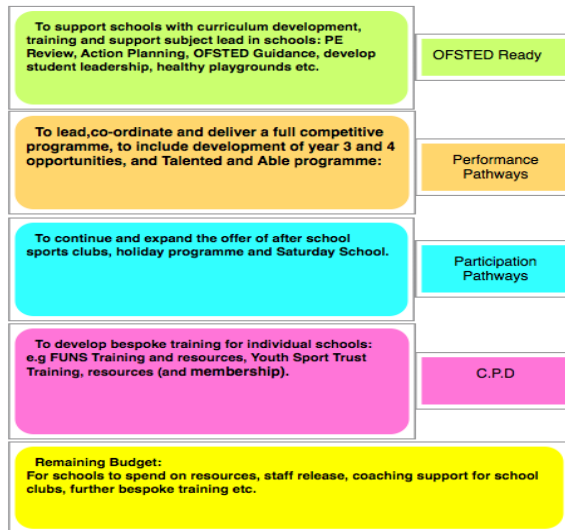 To support schools with curriculum development,
training and support subject lead in schools: PE
Review, Action Planning, OFSTED Guidance, develop
student leadership, healthy playgrounds etc.
OFSTED Ready
To lead,co-ordinate and deliver a full competitive
programme, to include development of year 3 and 4
opportunities, and Talented and Able programme:
Performance
Pathways
To continue and expand the offer of after school
sports clubs, holiday programme and Saturday School.
Participation
Pathways
To develop bespoke training for individual schools:
e.g FUNS Training and resources, Youth Sport Trust
Training, resources (and membership).
C.P.D
Remaining Budget:
For schools to spend on resources, staff release, coaching support for school
clubs, further bespoke training etc.